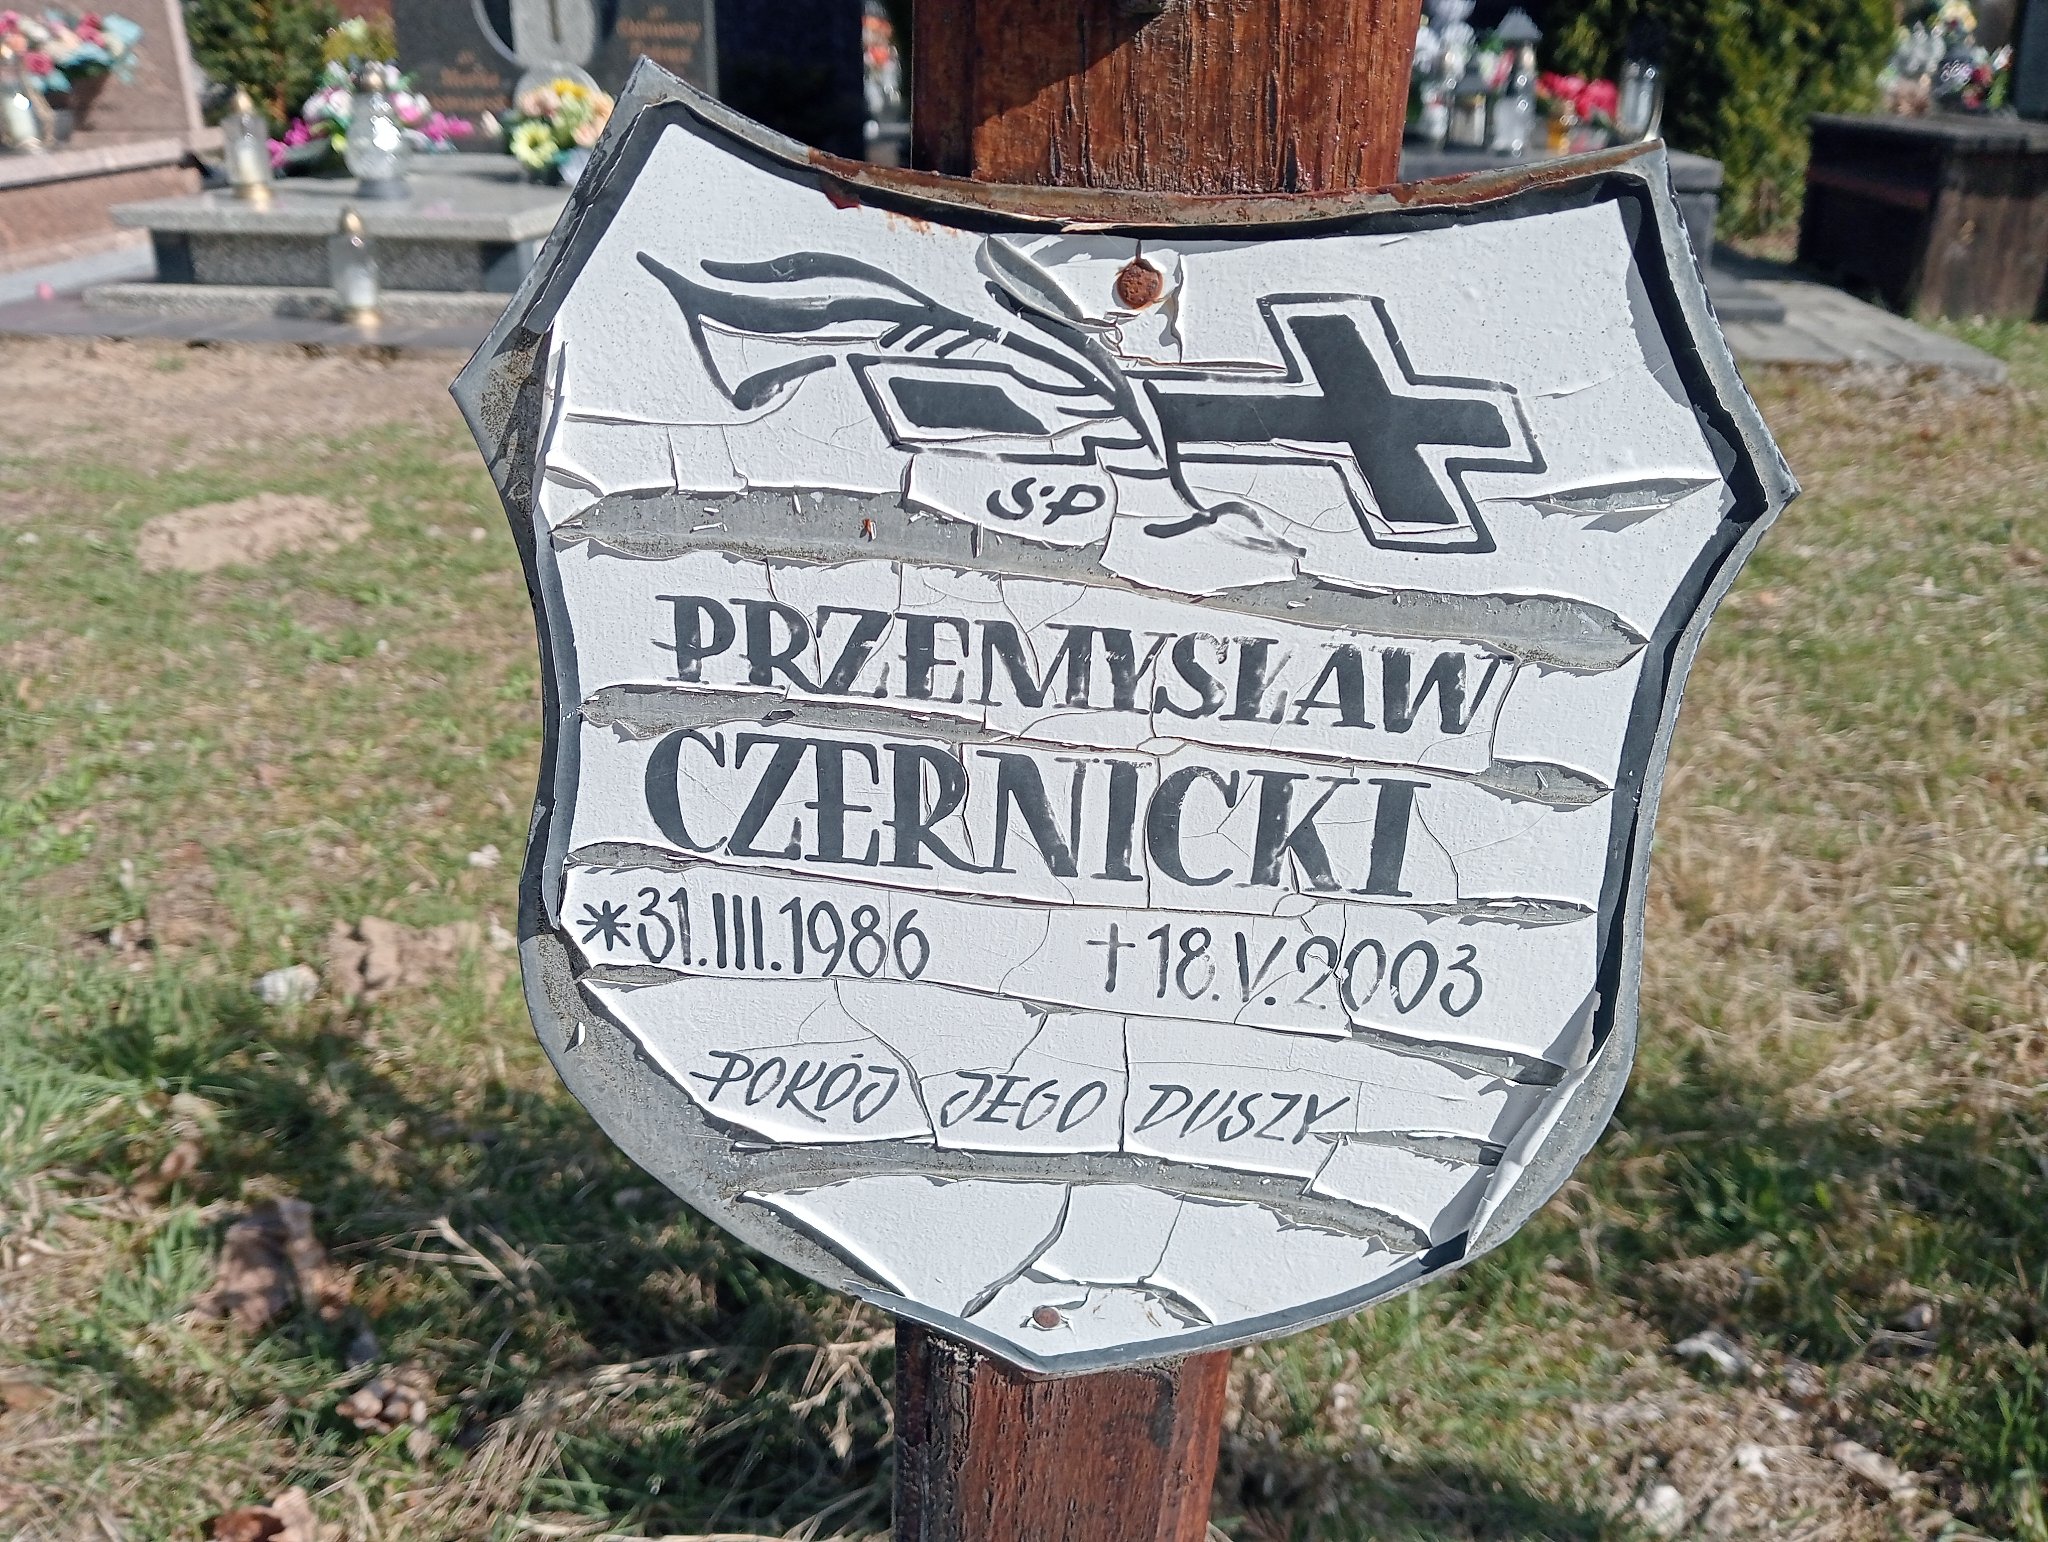 Ś.P
PRZEMYSŁAW
CZERNICKI
*31.III.1986 †18.V.2003
POKÓJ JEGO DUSZY